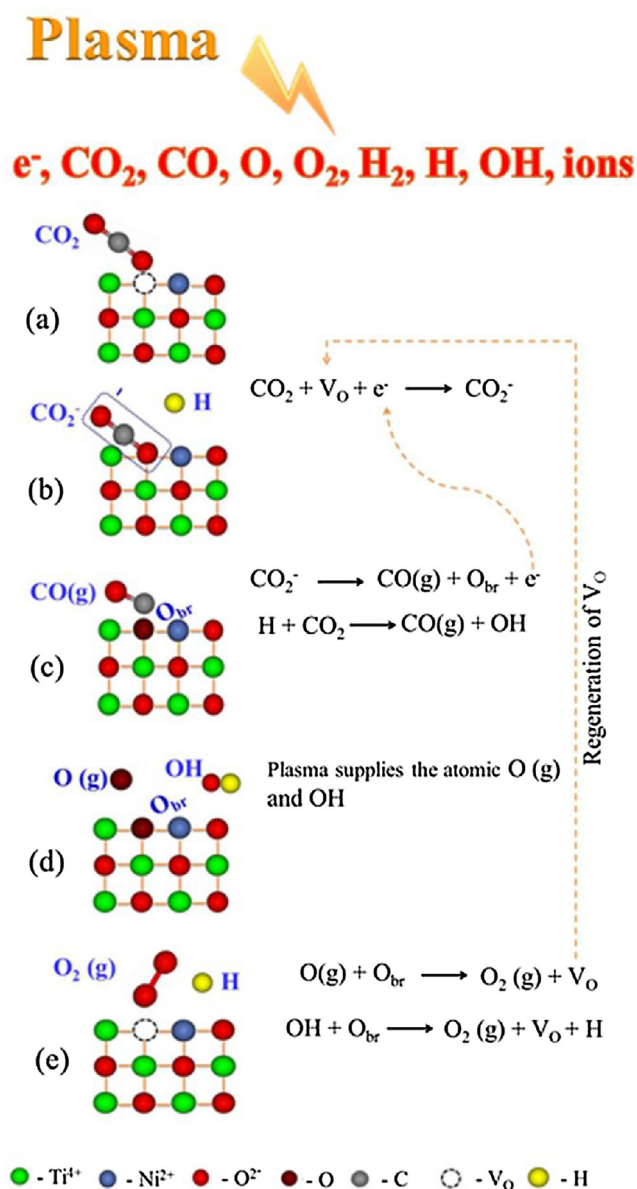 Plasma
e⁻, CO₂, CO, O, O₂, H₂, H, OH, ions
CO₂
(a)
CO₂ + V_O + e⁻ ⟶ CO₂⁻
CO₂⁻
H
(b)
CO₂⁻ ⟶ CO(g) + O_br + e⁻
CO(g)
O_br
H + CO₂ ⟶ CO(g) + OH
(c)
Regeneration of V_O
O (g)
OH
Plasma supplies the atomic O (g)
and OH
O_br
(d)
O₂ (g)
H
O(g) + O_br ⟶ O₂ (g) + V_O
OH + O_br ⟶ O₂ (g) + V_O + H
(e)
- Ti⁴⁺ - Ni²⁺ - O²⁻ - O - C - V_O - H